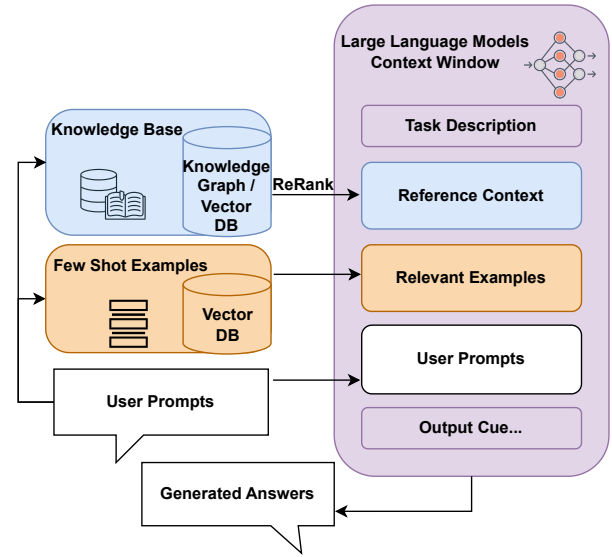 Large Language Models
Context Window
Task Description
Knowledge Base
Knowledge
Graph /
Vector
DB
ReRank
Reference Context
Few Shot Examples
Vector
DB
Relevant Examples
User Prompts
User Prompts
Output Cue...
Generated Answers